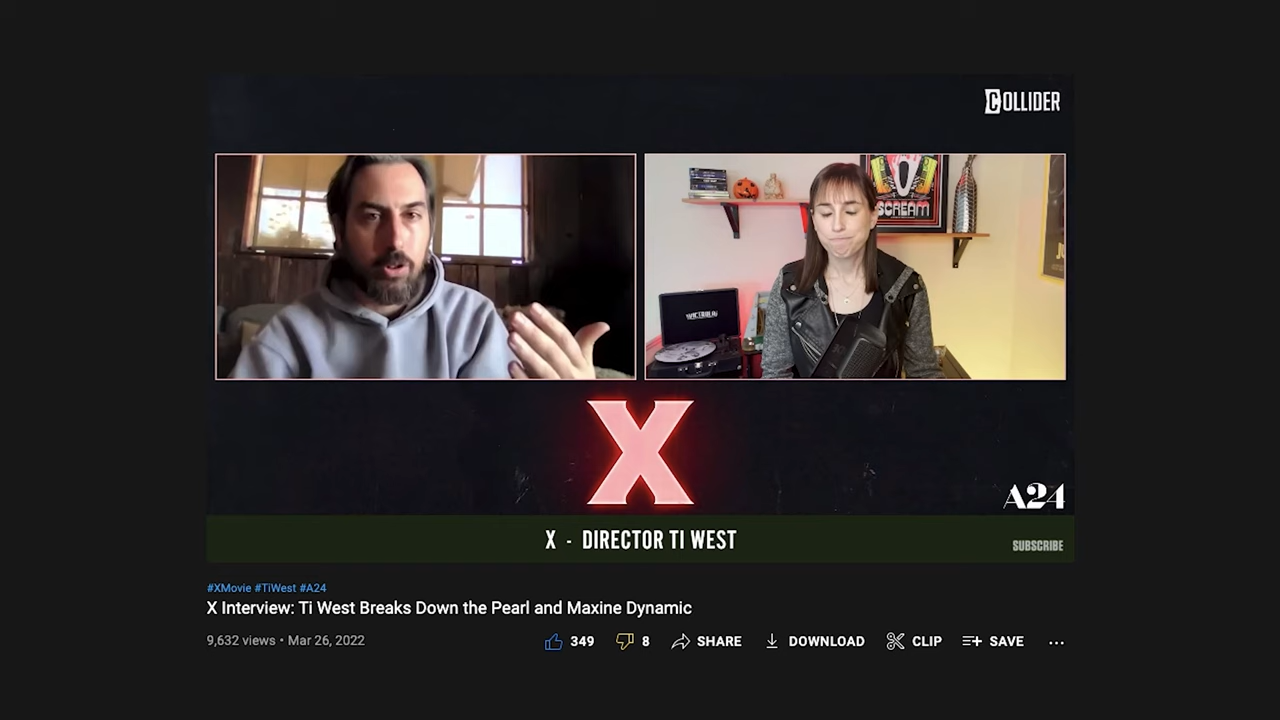 COLLIDER
SCREAM
VICTROLA
X
A24
X - DIRECTOR TI WEST
SUBSCRIBE
#XMovie #TiWest #A24
X Interview: Ti West Breaks Down the Pearl and Maxine Dynamic
9,632 views • Mar 26, 2022
349
8
SHARE
DOWNLOAD
CLIP
SAVE